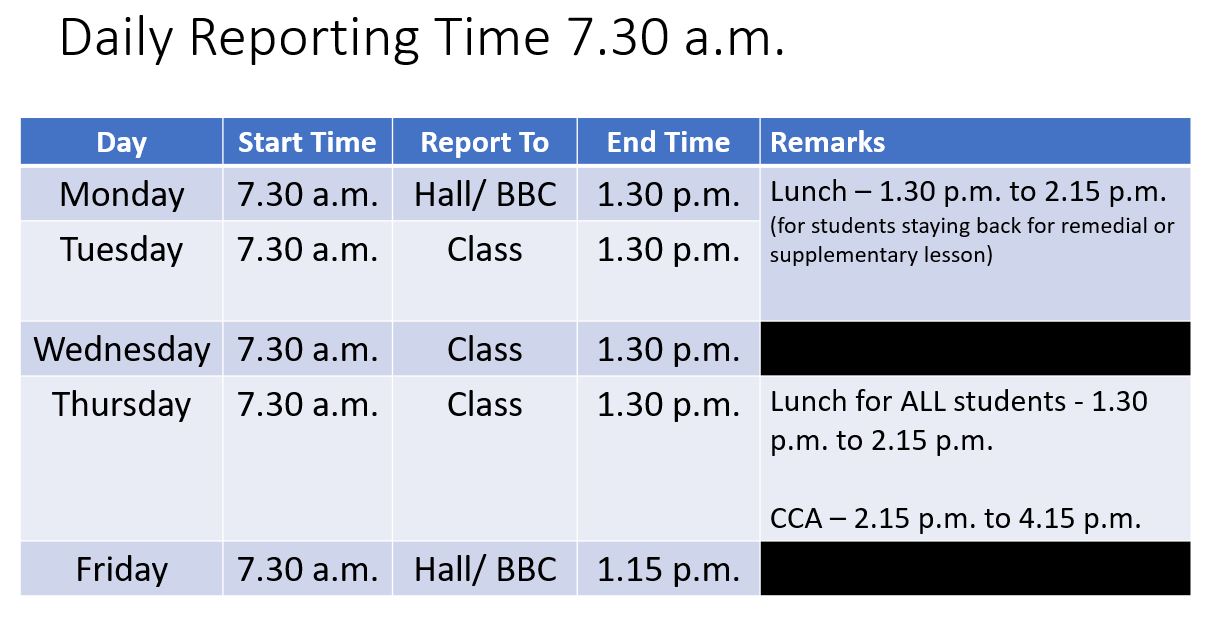 Daily Reporting Time 7.30 a.m.
Day Start Time Report To End Time Remarks
Monday 7.30 a.m. Hall/ BBC 1.30 p.m. Lunch – 1.30 p.m. to 2.15 p.m.
(for students staying back for remedial or
supplementary lesson)
Tuesday 7.30 a.m. Class 1.30 p.m.
Wednesday 7.30 a.m. Class 1.30 p.m.
Thursday 7.30 a.m. Class 1.30 p.m. Lunch for ALL students - 1.30
p.m. to 2.15 p.m.
CCA – 2.15 p.m. to 4.15 p.m.
Friday 7.30 a.m. Hall/ BBC 1.15 p.m.